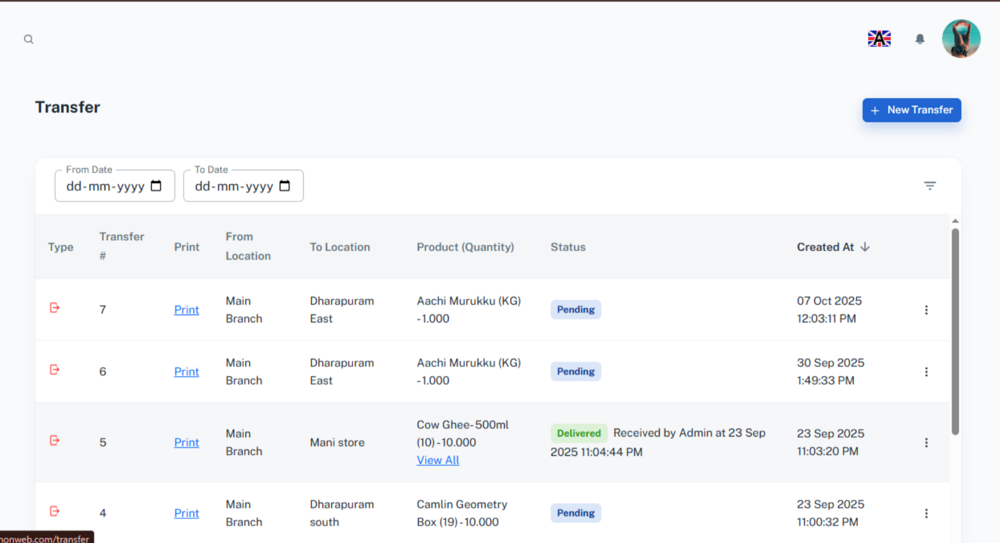 A
Transfer
+ New Transfer
From Date
To Date
dd-mm-yyyy
dd-mm-yyyy
Type
Transfer #
Print
From Location
To Location
Product (Quantity)
Status
Created At
7
Print
Main Branch
Dharapuram East
Aachi Murukku (KG) - 1.000
Pending
07 Oct 2025 12:03:11 PM
6
Print
Main Branch
Dharapuram East
Aachi Murukku (KG) - 1.000
Pending
30 Sep 2025 1:49:33 PM
5
Print
Main Branch
Mani store
Cow Ghee- 500ml (10) - 10.000
View All
Delivered Received by Admin at 23 Sep 2025 11:04:44 PM
23 Sep 2025 11:03:20 PM
4
Print
Main Branch
Dharapuram south
Camlin Geometry Box (19) - 10.000
Pending
23 Sep 2025 11:00:32 PM
nonweb.com/transfer